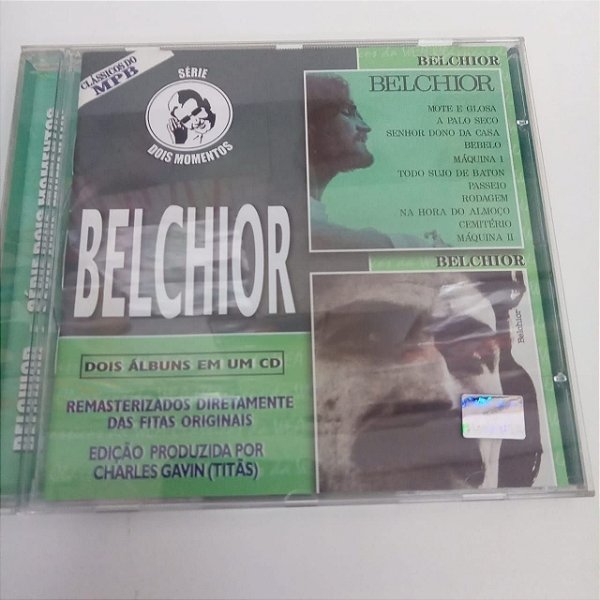 CLÁSSICOS DO
MPB
SÉRIE
DOIS MOMENTOS
BELCHIOR
DOIS ÁLBUNS EM UM CD
REMASTERIZADOS DIRETAMENTE
DAS FITAS ORIGINAIS
EDIÇÃO PRODUZIDA POR
CHARLES GAVIN (TITÃS)
BELCHIOR
BELCHIOR
MOTE E GLOSA
A PALO SECO
SENHOR DONO DA CASA
BEBELO
MÁQUINA I
TODO SUJO DE BATON
PASSEIO
RODAGEM
NA HORA DO ALMOÇO
CEMITÉRIO
MÁQUINA II
BELCHIOR
Belchior
BELCHIOR SÉRIE DOIS MOMENTOS